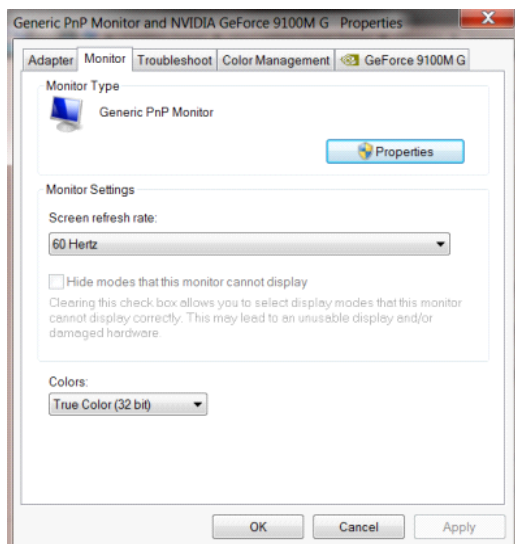 Generic PnP Monitor and NVIDIA GeForce 9100M G Properties
Adapter Monitor Troubleshoot Color Management GeForce 9100M G
Monitor Type
Generic PnP Monitor
Properties
Monitor Settings
Screen refresh rate:
60 Hertz
Hide modes that this monitor cannot display
Clearing this check box allows you to select display modes that this monitor
cannot display correctly. This may lead to an unusable display and/or
damaged hardware.
Colors:
True Color (32 bit)
OK Cancel Apply